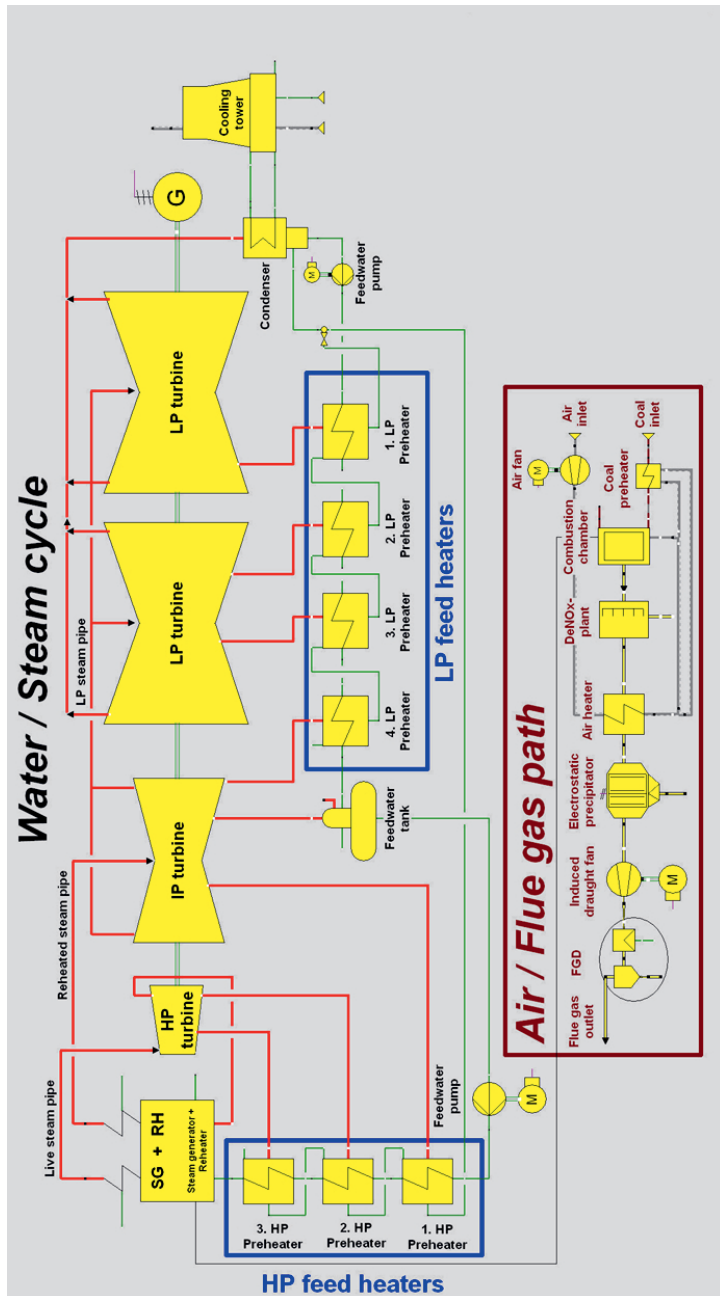 Water / Steam cycle
Live steam pipe
Reheated steam pipe
LP steam pipe
SG + RH
Steam generator +
Reheater
HP
turbine
IP turbine
LP turbine
LP turbine
G
Cooling
tower
Condenser
M
Feedwater
pump
Feedwater
tank
4. LP
Preheater
3. LP
Preheater
2. LP
Preheater
1. LP
Preheater
LP feed heaters
3. HP
Preheater
2. HP
Preheater
1. HP
Preheater
HP feed heaters
Feedwater
pump
M
Air / Flue gas path
Flue gas
outlet
FGD
Induced
draught fan
M
Electrostatic
precipitator
Air heater
DeNOx-
plant
Combustion
chamber
Coal
preheater
Air fan
M
Air
inlet
Coal
inlet